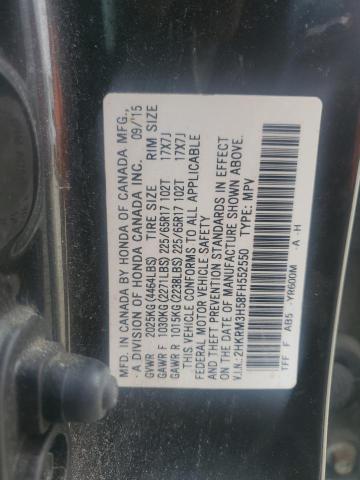 MFD. IN CANADA BY HONDA OF CANADA MFG.,
- A DIVISION OF HONDA CANADA INC. 09/15
GVWR 2025KG(4464LBS) TIRE SIZE RIM SIZE
GAWR F 1030KG(2271LBS) 225/65R17 102T 17X7J
GAWR R 1015KG(2238LBS) 225/65R17 102T 17X7J
THIS VEHICLE CONFORMS TO ALL APPLICABLE
FEDERAL MOTOR VEHICLE SAFETY
AND THEFT PREVENTION STANDARDS IN EFFECT
ON THE DATE OF MANUFACTURE SHOWN ABOVE.
V.I.N.: 2HKRM3H58FH552550 TYPE: MPV
TFF F AB5 -YR600M -A -H